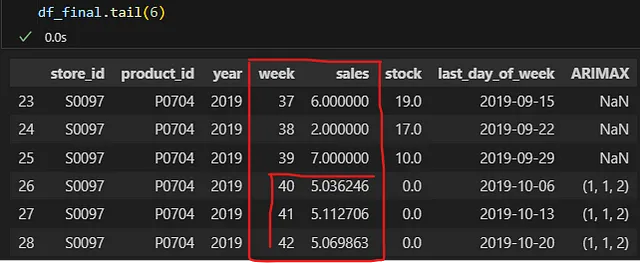 df_final.tail(6)
0.0s
store_id product_id year week sales stock last_day_of_week ARIMAX
23 S0097 P0704 2019 37 6.000000 19.0 2019-09-15 NaN
24 S0097 P0704 2019 38 2.000000 17.0 2019-09-22 NaN
25 S0097 P0704 2019 39 7.000000 10.0 2019-09-29 NaN
26 S0097 P0704 2019 40 5.036246 0.0 2019-10-06 (1, 1, 2)
27 S0097 P0704 2019 41 5.112706 0.0 2019-10-13 (1, 1, 2)
28 S0097 P0704 2019 42 5.069863 0.0 2019-10-20 (1, 1, 2)